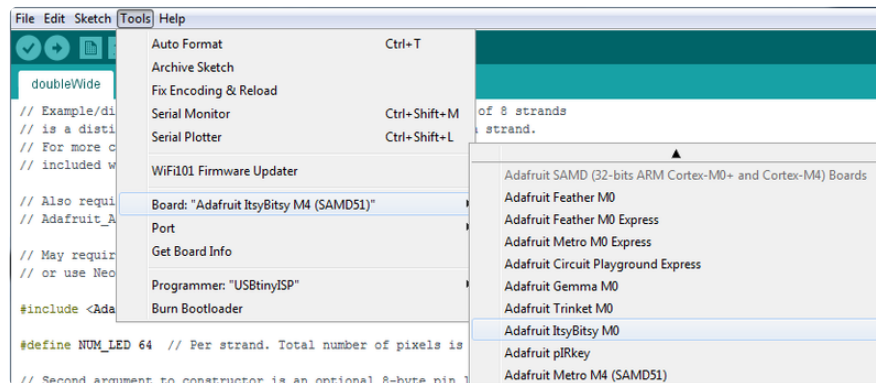 File Edit Sketch Tools Help
Auto Format Ctrl+T
Archive Sketch
Fix Encoding & Reload
Serial Monitor Ctrl+Shift+M
Serial Plotter Ctrl+Shift+L
WiFi101 Firmware Updater
Board: "Adafruit ItsyBitsy M4 (SAMD51)"
Port
Get Board Info
Programmer: "USBtinyISP"
Burn Bootloader
Adafruit SAMD (32-bits ARM Cortex-M0+ and Cortex-M4) Boards
Adafruit Feather M0
Adafruit Feather M0 Express
Adafruit Metro M0 Express
Adafruit Circuit Playground Express
Adafruit Gemma M0
Adafruit Trinket M0
Adafruit ItsyBitsy M0
Adafruit pIRkey
Adafruit Metro M4 (SAMD51)
doubleWide
// Example/di of 8 strands
// is a disti strand.
// For more c
// included w
// Also requi
// Adafruit_A
// May requir
// or use Neo
#include <Ada
#define NUM_LED 64 // Per strand. Total number of pixels is
// Second argument to constructor is an optional 8-byte pin l